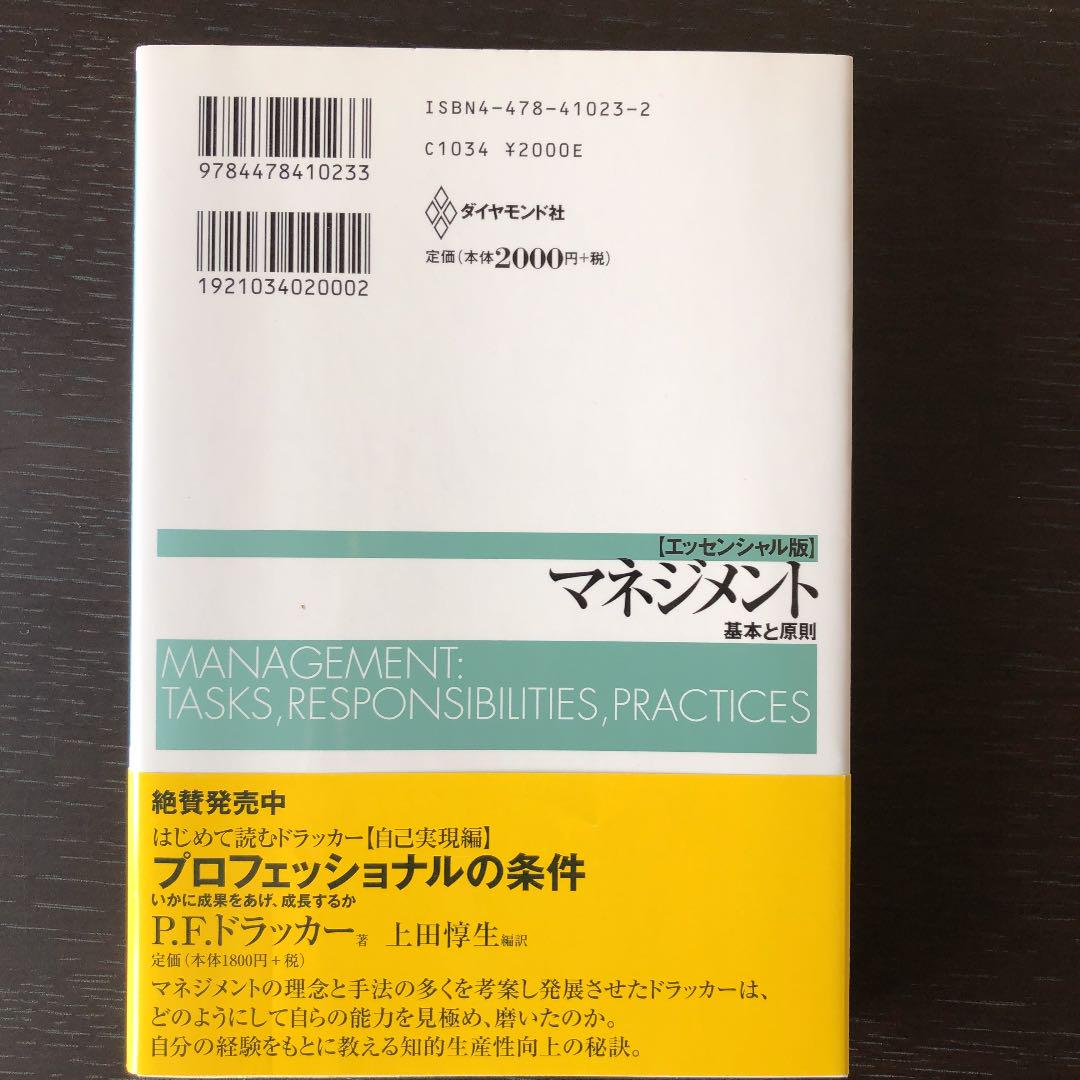 9784478410233
1921034020002
ISBN4-478-41023-2
C1034 ¥2000E
ダイヤモンド社
定価(本体2000円+税)
【エッセンシャル版】
マネジメント
基本と原則
MANAGEMENT:
TASKS, RESPONSIBILITIES, PRACTICES
絶賛発売中
はじめて読むドラッカー【自己実現編】
プロフェッショナルの条件
いかに成果をあげ、成長するか
P.F.ドラッカー著 上田惇生編訳
定価(本体1800円+税)
マネジメントの理念と手法の多くを考案し発展させたドラッカーは、
どのようにして自らの能力を見極め、磨いたのか。
自分の経験をもとに教える知的生産性向上の秘訣。